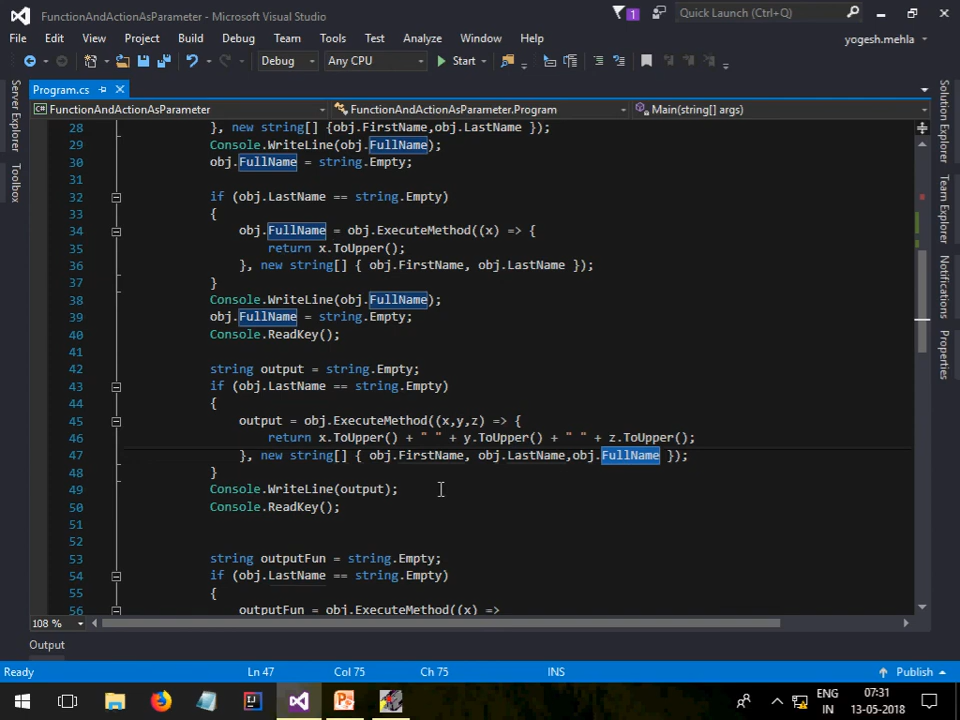 FunctionAndActionAsParameter - Microsoft Visual Studio
1
Quick Launch (Ctrl+Q)
File Edit View Project Build Debug Team Tools Test Analyze Window Help
yogesh.mehla
Debug Any CPU Start
Program.cs
FunctionAndActionAsParameter FunctionAndActionAsParameter.Program Main(string[] args)
Server Explorer
Toolbox
Solution Explorer
Team Explorer
Notifications
Properties
28 }, new string[] {obj.FirstName,obj.LastName });
29 Console.WriteLine(obj.FullName);
30 obj.FullName = string.Empty;
31
32 if (obj.LastName == string.Empty)
33 {
34 obj.FullName = obj.ExecuteMethod((x) => {
35 return x.ToUpper();
36 }, new string[] { obj.FirstName, obj.LastName });
37 }
38 Console.WriteLine(obj.FullName);
39 obj.FullName = string.Empty;
40 Console.ReadKey();
41
42 string output = string.Empty;
43 if (obj.LastName == string.Empty)
44 {
45 output = obj.ExecuteMethod((x,y,z) => {
46 return x.ToUpper() + " " + y.ToUpper() + " " + z.ToUpper();
47 }, new string[] { obj.FirstName, obj.LastName,obj.FullName });
48 }
49 Console.WriteLine(output);
50 Console.ReadKey();
51
52
53 string outputFun = string.Empty;
54 if (obj.LastName == string.Empty)
55 {
56 outputFun = obj.ExecuteMethod((x) =>
108 %
Output
Ready Ln 47 Col 75 Ch 75 INS Publish
ENG
IN
07:31
13-05-2018